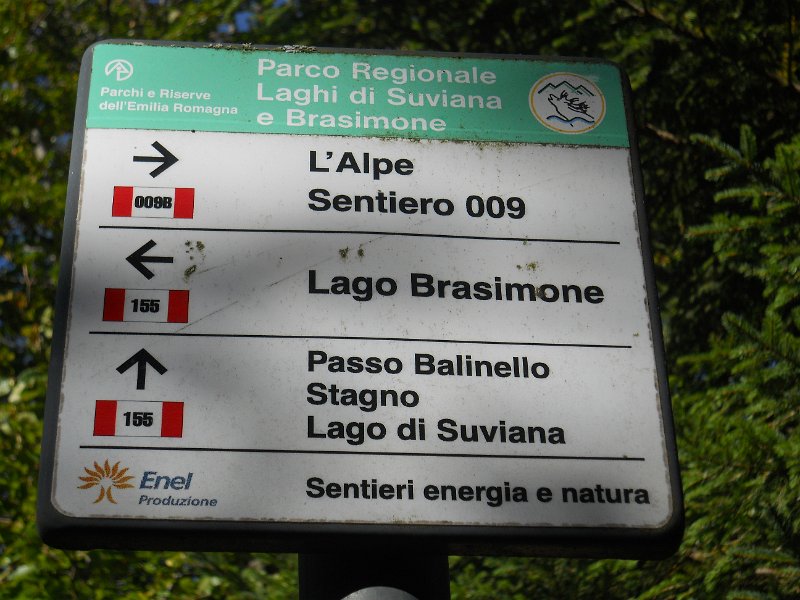 Parchi e Riserve
dell'Emilia Romagna
Parco Regionale
Laghi di Suviana
e Brasimone
009B
L'Alpe
Sentiero 009
155
Lago Brasimone
155
Passo Balinello
Stagno
Lago di Suviana
Enel
Produzione
Sentieri energia e natura